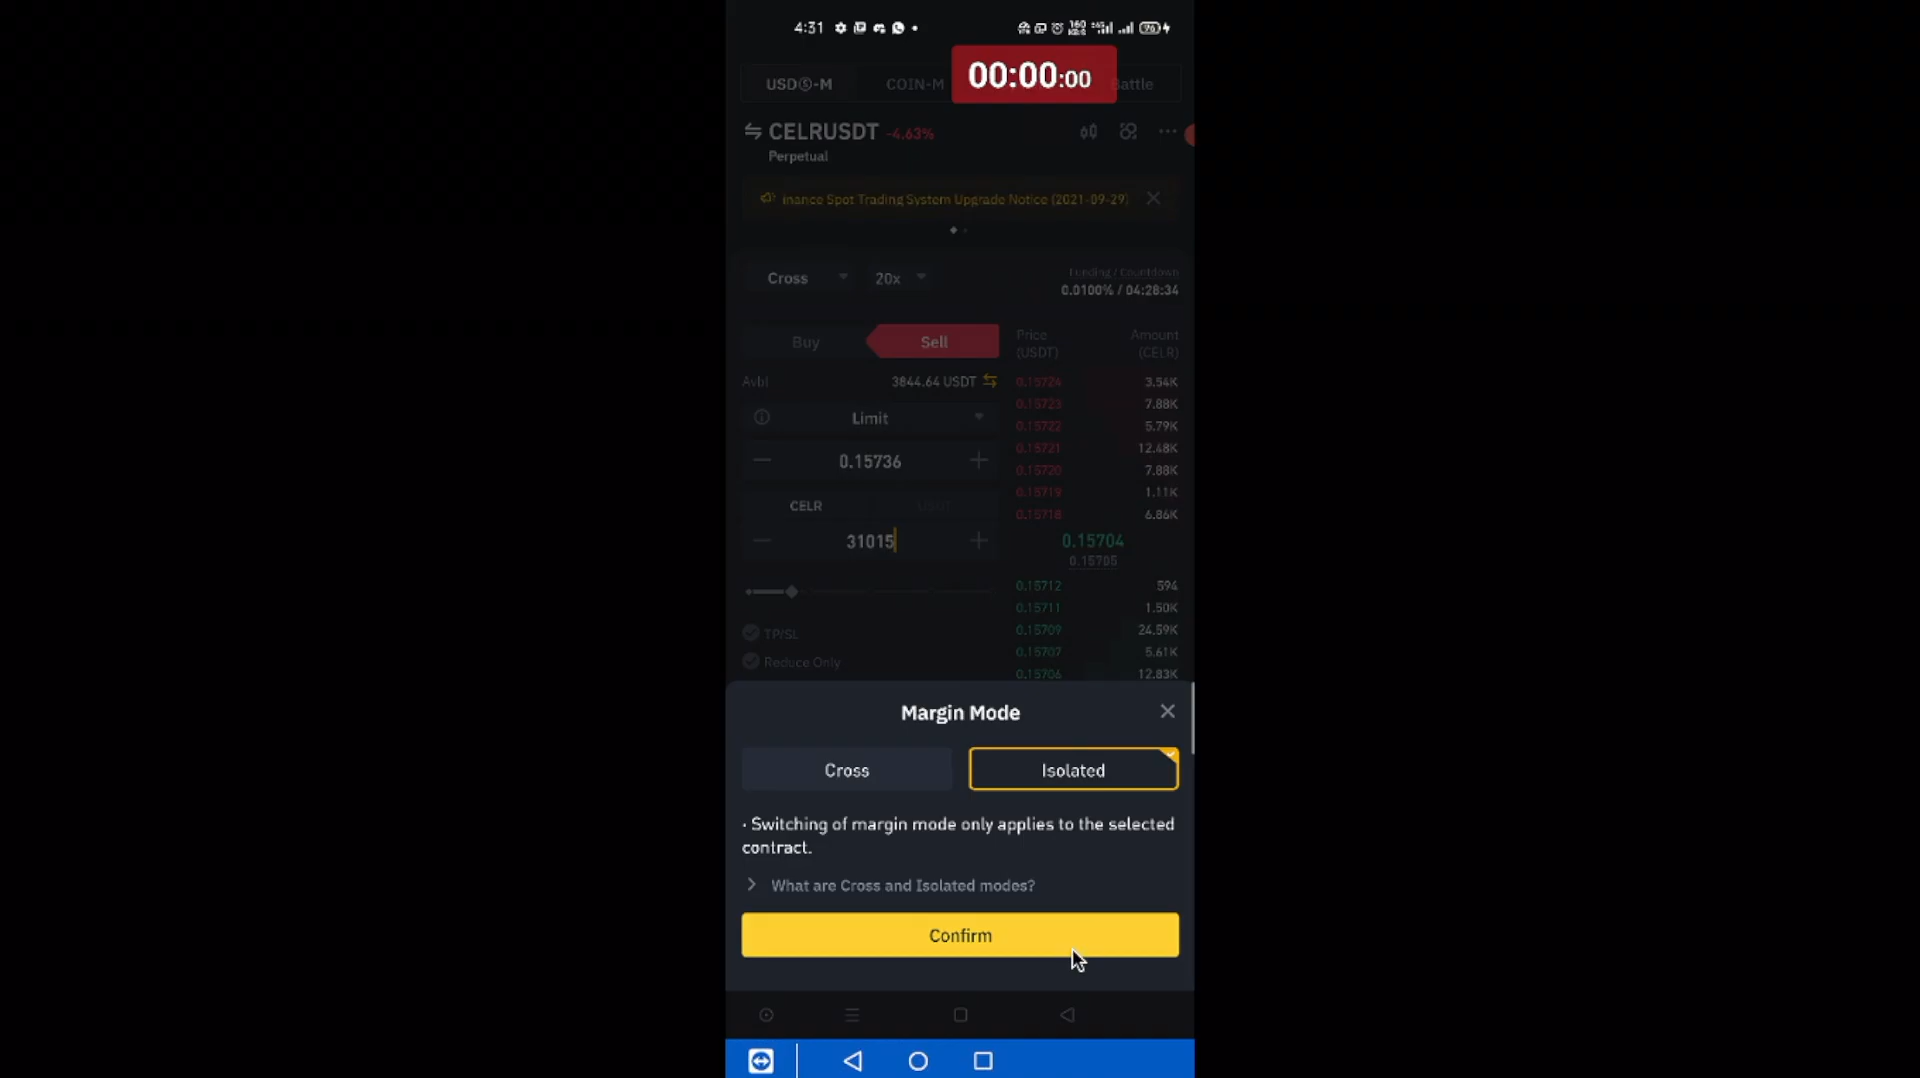 4:31
00:00:00
USDⓈ-M COIN-M Battle
CELRUSDT -4.63%
Perpetual
inance Spot Trading System Upgrade Notice (2021-09-29)
Cross 20x
Funding / Countdown
0.0100% / 04:28:34
Buy Sell
Price (USDT) Amount (CELR)
Avbl 3844.64 USDT
Limit
0.15736
CELR USDT
31015
TP/SL
Reduce Only
0.15724 3.54K
0.15723 7.88K
0.15722 5.79K
0.15721 12.48K
0.15720 7.88K
0.15719 1.11K
0.15718 6.86K
0.15704
0.15705
0.15712 594
0.15711 1.50K
0.15709 24.59K
0.15707 5.61K
0.15706 12.83K
Margin Mode
Cross Isolated
· Switching of margin mode only applies to the selected
contract.
What are Cross and Isolated modes?
Confirm